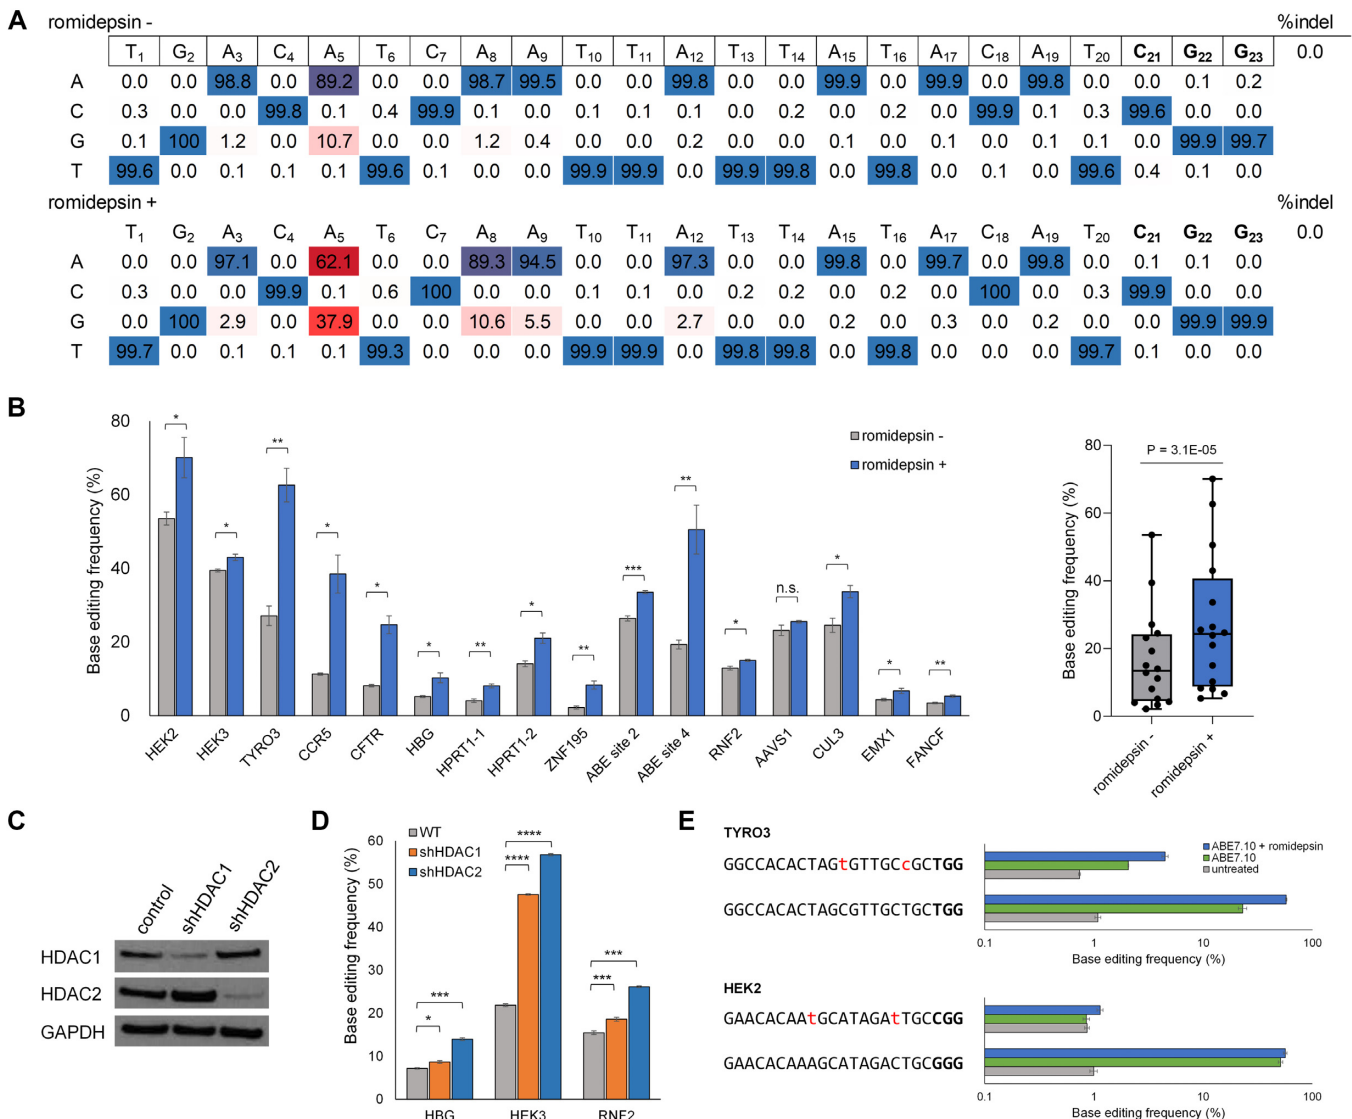 A
romidepsin - %indel
T1 G2 A3 C4 A5 T6 C7 A8 A9 T10 T11 A12 T13 T14 A15 T16 A17 C18 A19 T20 C21 G22 G23 0.0
A 0.0 0.0 98.8 0.0 89.2 0.0 0.0 98.7 99.5 0.0 0.0 99.8 0.0 0.0 99.9 0.0 99.9 0.0 99.8 0.0 0.0 0.1 0.2
C 0.3 0.0 0.0 99.8 0.1 0.4 99.9 0.1 0.0 0.1 0.1 0.1 0.1 0.2 0.0 0.2 0.0 99.9 0.1 0.3 99.6 0.0 0.0
G 0.1 100 1.2 0.0 10.7 0.0 0.0 1.2 0.4 0.0 0.0 0.2 0.0 0.0 0.1 0.0 0.1 0.0 0.1 0.1 0.0 99.9 99.7
T 99.6 0.0 0.1 0.1 0.1 99.6 0.1 0.0 0.0 99.9 99.9 0.0 99.9 99.8 0.0 99.8 0.0 0.1 0.0 99.6 0.4 0.1 0.0
romidepsin + %indel
T1 G2 A3 C4 A5 T6 C7 A8 A9 T10 T11 A12 T13 T14 A15 T16 A17 C18 A19 T20 C21 G22 G23 0.0
A 0.0 0.0 97.1 0.0 62.1 0.0 0.0 89.3 94.5 0.0 0.0 97.3 0.0 0.0 99.8 0.0 99.7 0.0 99.8 0.0 0.1 0.1 0.0
C 0.3 0.0 0.0 99.9 0.1 0.6 100 0.0 0.0 0.1 0.1 0.0 0.2 0.2 0.0 0.2 0.0 100 0.0 0.3 99.9 0.0 0.0
G 0.0 100 2.9 0.0 37.9 0.0 0.0 10.6 5.5 0.0 0.0 2.7 0.0 0.0 0.2 0.0 0.3 0.0 0.2 0.0 0.0 99.9 99.9
T 99.7 0.0 0.1 0.1 0.1 99.3 0.0 0.0 0.0 99.9 99.9 0.0 99.8 99.8 0.0 99.8 0.0 0.0 0.0 99.7 0.1 0.0 0.0
B
Base editing frequency (%)
80
60
40
20
0
romidepsin -
romidepsin +
* * ** * * * ** * ** *** ** * n.s. * * **
HEK2 HEK3 TYRO3 CCR5 CFTR HBG HPRT1-1 HPRT1-2 ZNF195 ABE site 2 ABE site 4 RNF2 AAVS1 CUL3 EMX1 FANCF
Base editing frequency (%)
80
60
40
20
0
P = 3.1E-05
romidepsin - romidepsin +
C
control shHDAC1 shHDAC2
HDAC1
HDAC2
GAPDH
D
Base editing frequency (%)
60
50
40
30
20
10
0
WT
shHDAC1
shHDAC2
* *** **** **** *** ***
HBG HEK3 RNF2
E
TYRO3
GGCCACACTAGtGTTGCcGCTGG
GGCCACACTAGCGTTGCTGCTGG
ABE7.10 + romidepsin
ABE7.10
untreated
0.1 1 10 100
Base editing frequency (%)
HEK2
GAACACAAtGCATAGAtTGCCGG
GAACACAAAGCATAGACTGCGGG
0.1 1 10 100
Base editing frequency (%)